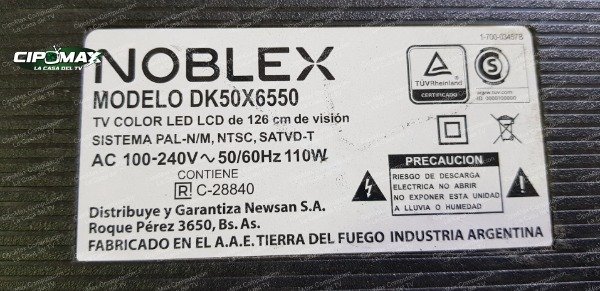 CIPOMAX
LA CASA DEL TV
NOBLEX
MODELO DK50X6550
TV COLOR LED LCD de 126 cm de visión
SISTEMA PAL-N/M, NTSC, SATVD-T
AC 100-240V ~ 50/60Hz 110W
CONTIENE
R C-28840
Distribuye y Garantiza Newsan S.A.
Roque Pérez 3650, Bs. As.
FABRICADO EN EL A.A.E. TIERRA DEL FUEGO INDUSTRIA ARGENTINA
TÜVRheinland
CERTIFICADO
S
PRECAUCION
RIESGO DE DESCARGA
ELECTRICA NO ABRIR
NO EXPONER ESTA UNIDAD
A LLUVIA O HUMEDAD